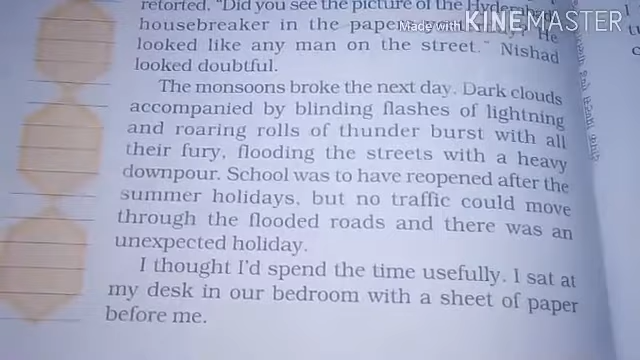 retorted. "Did you see the picture of the Hyderabad
housebreaker in the paper He
looked like any man on the street." Nishad
looked doubtful.
The monsoons broke the next day. Dark clouds
accompanied by blinding flashes of lightning
and roaring rolls of thunder burst with all
their fury, flooding the streets with a heavy
downpour. School was to have reopened after the
summer holidays, but no traffic could move
through the flooded roads and there was an
unexpected holiday.
I thought I'd spend the time usefully. I sat at
my desk in our bedroom with a sheet of paper
before me.
Made with KINEMASTER